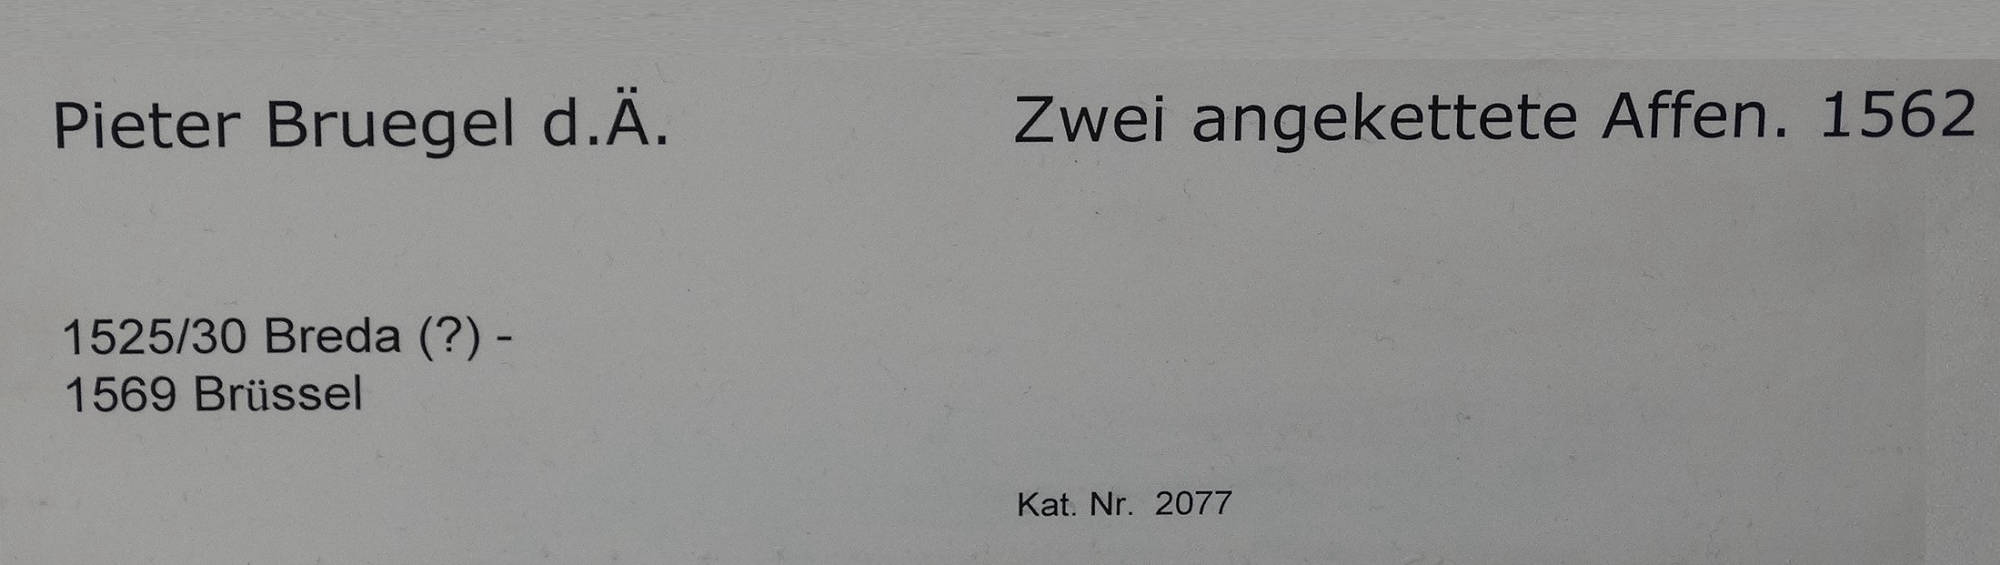 Pieter Bruegel d.Ä.
1525/30 Breda (?) -
1569 Brüssel
Zwei angekettete Affen. 1562
Kat. Nr. 2077